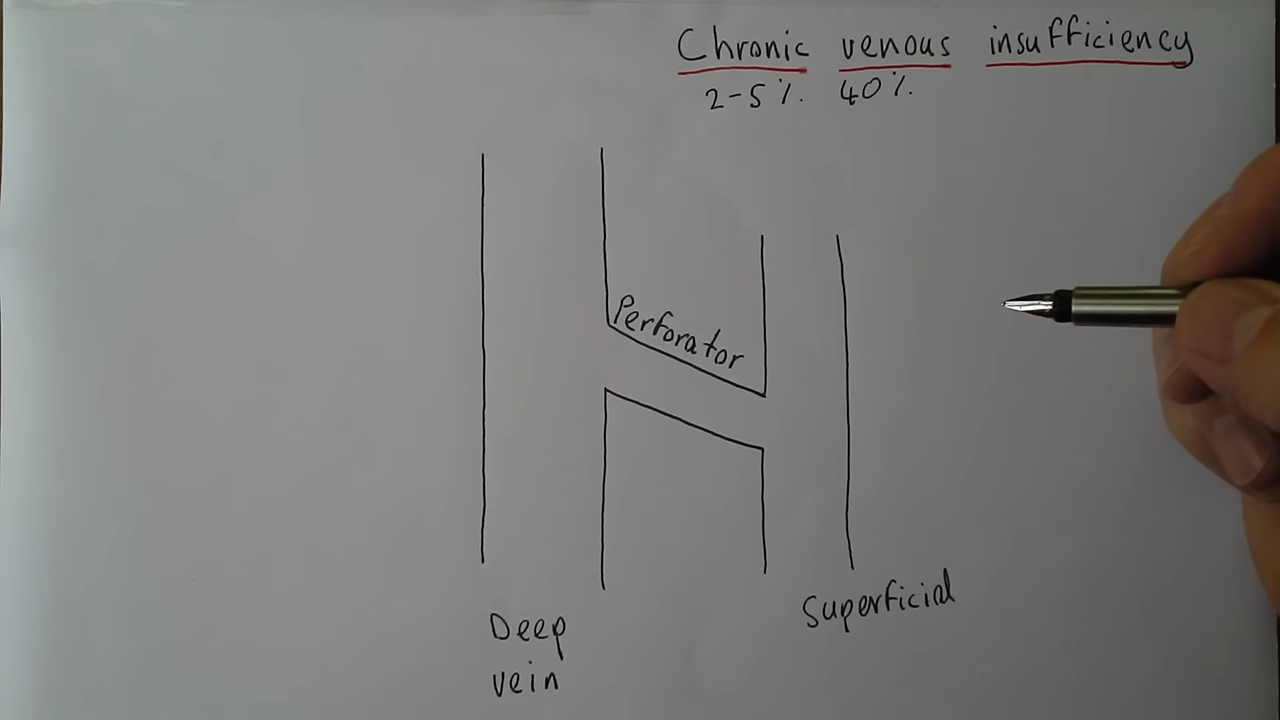 Chronic venous insufficiency
2-5%. 40%.
Perforator
Superficial
Deep
vein